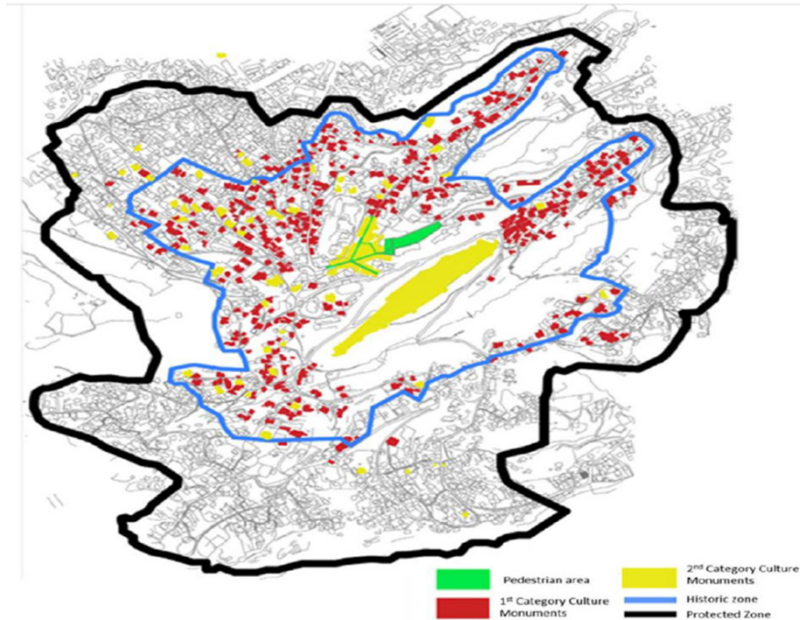 Pedestrian area
1st Category Culture
Monuments
2nd Category Culture
Monuments
Historic zone
Protected Zone